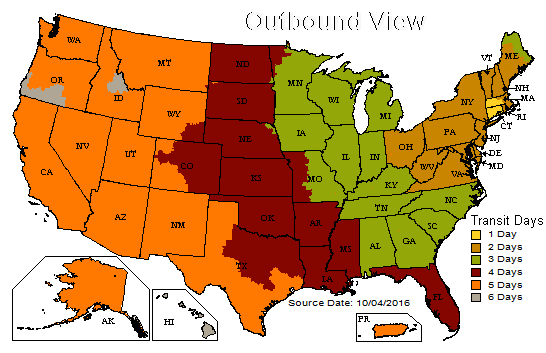 Outbound View
WA
MT
ND
MN
VT
ME
OR
ID
SD
WI
MI
NY
NH
MA
WY
RI
CT
NV
UT
NE
IA
PA
NJ
IL
IN
OH
DE
MD
CA
CO
KS
MO
WV
VA
KY
NC
AZ
NM
OK
AR
TN
SC
Transit Days
1 Day
2 Days
3 Days
4 Days
5 Days
6 Days
TX
LA
MS
AL
GA
FL
Source Date: 10/04/2016
AK
HI
PR